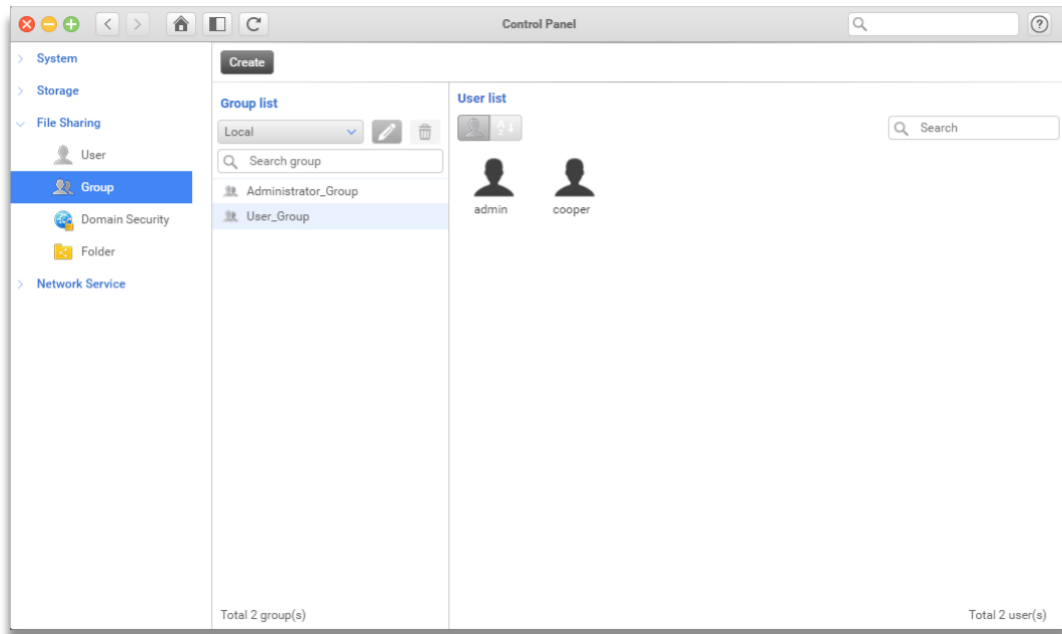 Control Panel
?
System
Storage
File Sharing
User
Group
Domain Security
Folder
Network Service
Create
Group list
Local
Search group
Administrator_Group
User_Group
Total 2 group(s)
User list
A
Z
Search
admin
cooper
Total 2 user(s)